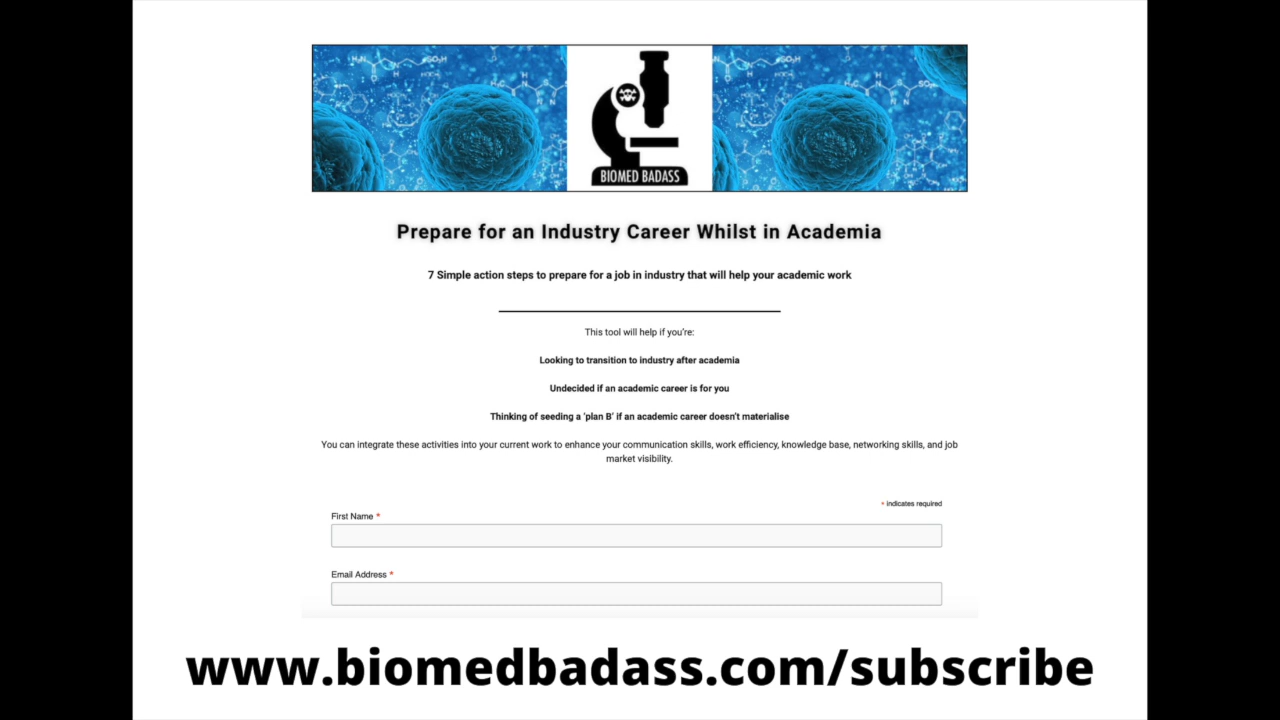 BIOMED BADASS
Prepare for an Industry Career Whilst in Academia
7 Simple action steps to prepare for a job in industry that will help your academic work
This tool will help if you're:
Looking to transition to industry after academia
Undecided if an academic career is for you
Thinking of seeding a 'plan B' if an academic career doesn't materialise
You can integrate these activities into your current work to enhance your communication skills, work efficiency, knowledge base, networking skills, and job
market visibility.
* indicates required
First Name *
Email Address *
www.biomedbadass.com/subscribe